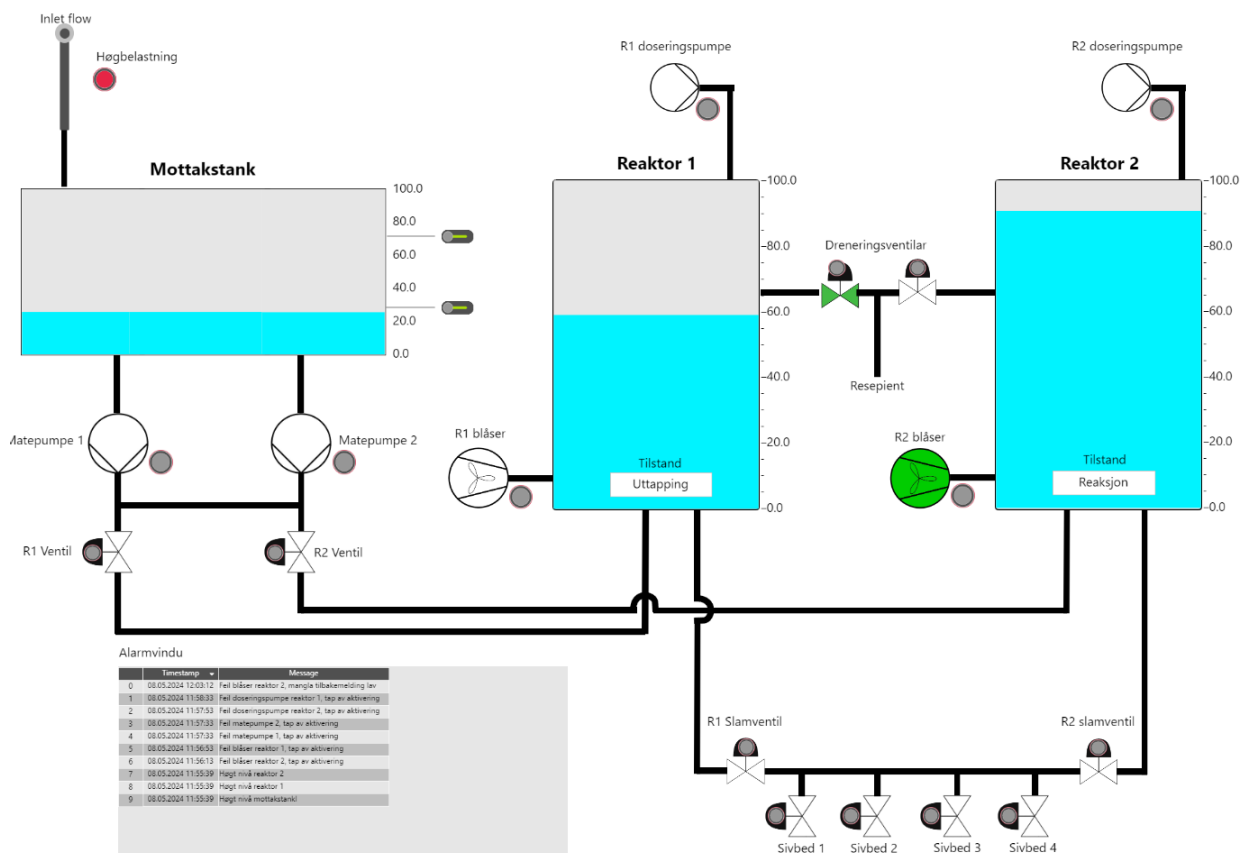 Inlet flow
Høgbelastning
R1 doseringspumpe
R2 doseringspumpe
Mottakstank
Reaktor 1
Reaktor 2
100.0
80.0
60.0
40.0
20.0
0.0
100.0
80.0
60.0
40.0
20.0
0.0
100.0
80.0
60.0
40.0
20.0
0.0
Dreneringsventilar
Resepient
Matepumpe 1
Matepumpe 2
R1 blåser
R2 blåser
Tilstand
Uttapping
Tilstand
Reaksjon
R1 Ventil
R2 Ventil
Alarmvindu
Timestamp Message
0 08.05.2024 12:03:12 Feil blåser reaktor 2, mangla tilbakemelding lav
1 08.05.2024 11:58:33 Feil doseringspumpe reaktor 1, tap av aktivering
2 08.05.2024 11:57:53 Feil doseringspumpe reaktor 2, tap av aktivering
3 08.05.2024 11:57:33 Feil matepumpe 2, tap av aktivering
4 08.05.2024 11:57:33 Feil matepumpe 1, tap av aktivering
5 08.05.2024 11:56:53 Feil blåser reaktor 1, tap av aktivering
6 08.05.2024 11:56:13 Feil blåser reaktor 2, tap av aktivering
7 08.05.2024 11:55:39 Høgt nivå reaktor 2
8 08.05.2024 11:55:39 Høgt nivå reaktor 1
9 08.05.2024 11:55:39 Høgt nivå mottakstankl
R1 Slamventil
R2 slamventil
Sivbed 1
Sivbed 2
Sivbed 3
Sivbed 4